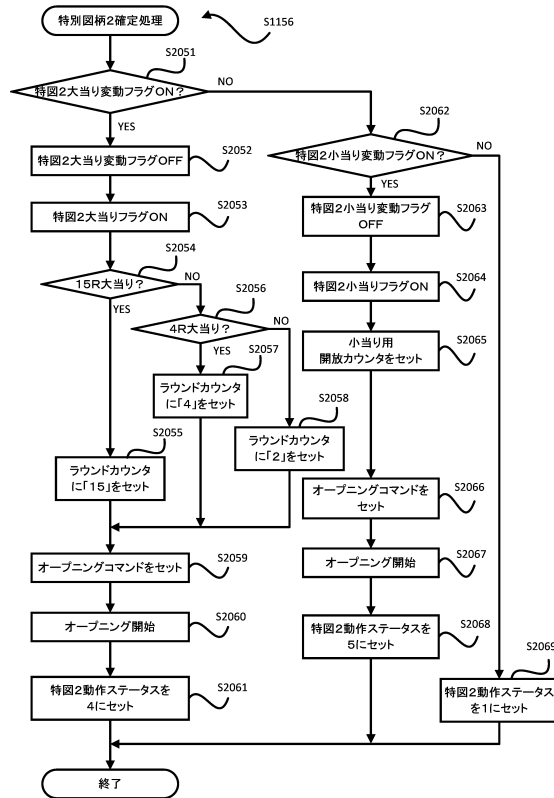 特別図柄2確定処理
S1156
S2051
特図2大当り変動フラグON?
NO
YES
S2052
特図2大当り変動フラグOFF
S2053
特図2大当りフラグON
S2054
15R大当り?
NO
YES
S2056
4R大当り?
NO
YES
S2057
ラウンドカウンタ
に「4」をセット
S2058
ラウンドカウンタ
に「2」をセット
S2055
ラウンドカウンタ
に「15」をセット
S2059
オープニングコマンドをセット
S2060
オープニング開始
S2061
特図2動作ステータスを
4にセット
S2062
特図2小当り変動フラグON?
NO
YES
S2063
特図2小当り変動フラグ
OFF
S2064
特図2小当りフラグON
S2065
小当り用
開放カウンタをセット
S2066
オープニングコマンドを
セット
S2067
オープニング開始
S2068
特図2動作ステータスを
5にセット
S2069
特図2動作ステータス
を1にセット
終了